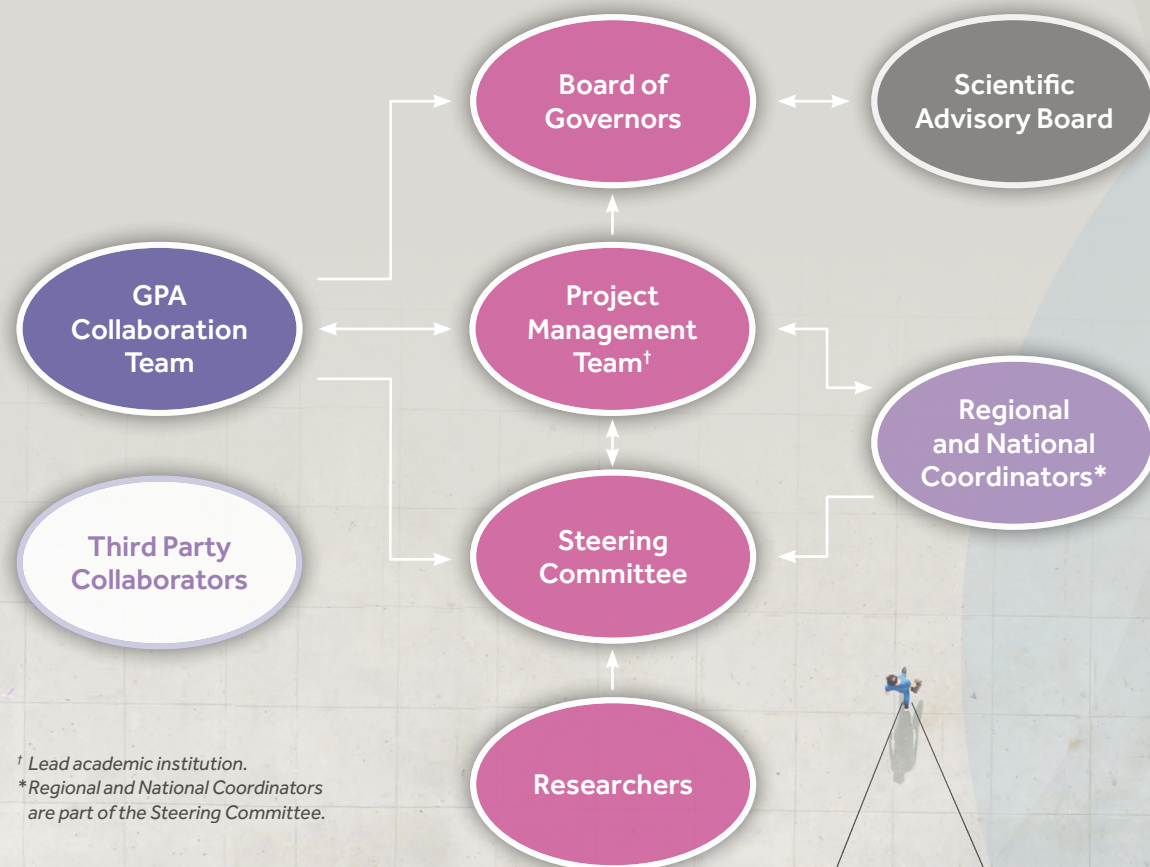 Board of
Governors
Scientific
Advisory Board
GPA
Collaboration
Team
Project
Management
Team†
Regional
and National
Coordinators*
Third Party
Collaborators
Steering
Committee
Researchers
† Lead academic institution.
* Regional and National Coordinators
are part of the Steering Committee.